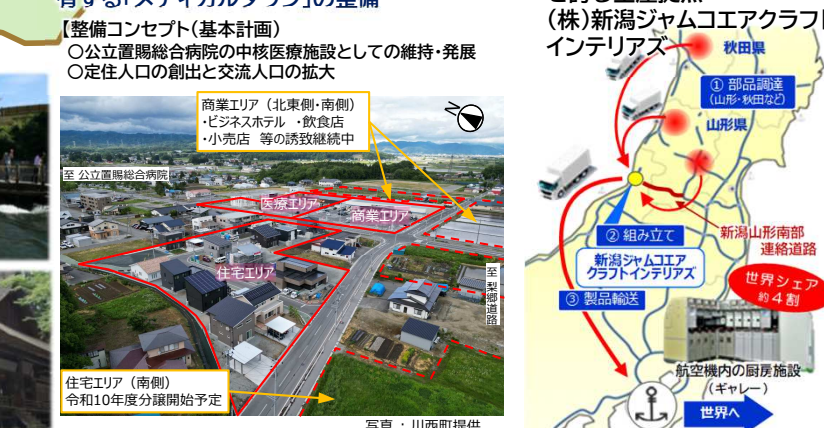 有する「メディカルタウン」の整備
【整備コンセプト(基本計画)
○公立置賜総合病院の中核医療施設としての維持・発展
○定住人口の創出と交流人口の拡大
商業エリア（北東側・南側）
・ビジネスホテル ・飲食店
・小売店 等の誘致継続中
至 公立置賜総合病院
医療エリア
商業エリア
住宅エリア
至 梨郷道路
住宅エリア（南側）
令和10年度分譲開始予定
写真：川西町提供
(株)新潟ジャムコエアクラフト
インテリアズ
秋田県
① 部品調達
(山形・秋田など)
山形県
② 組み立て
新潟ジャムコエア
クラフトインテリアズ
新潟山形南部
連絡道路
③ 製品輸送
世界シェア
約４割
航空機内の厨房施設
（ギャレー）
世界へ